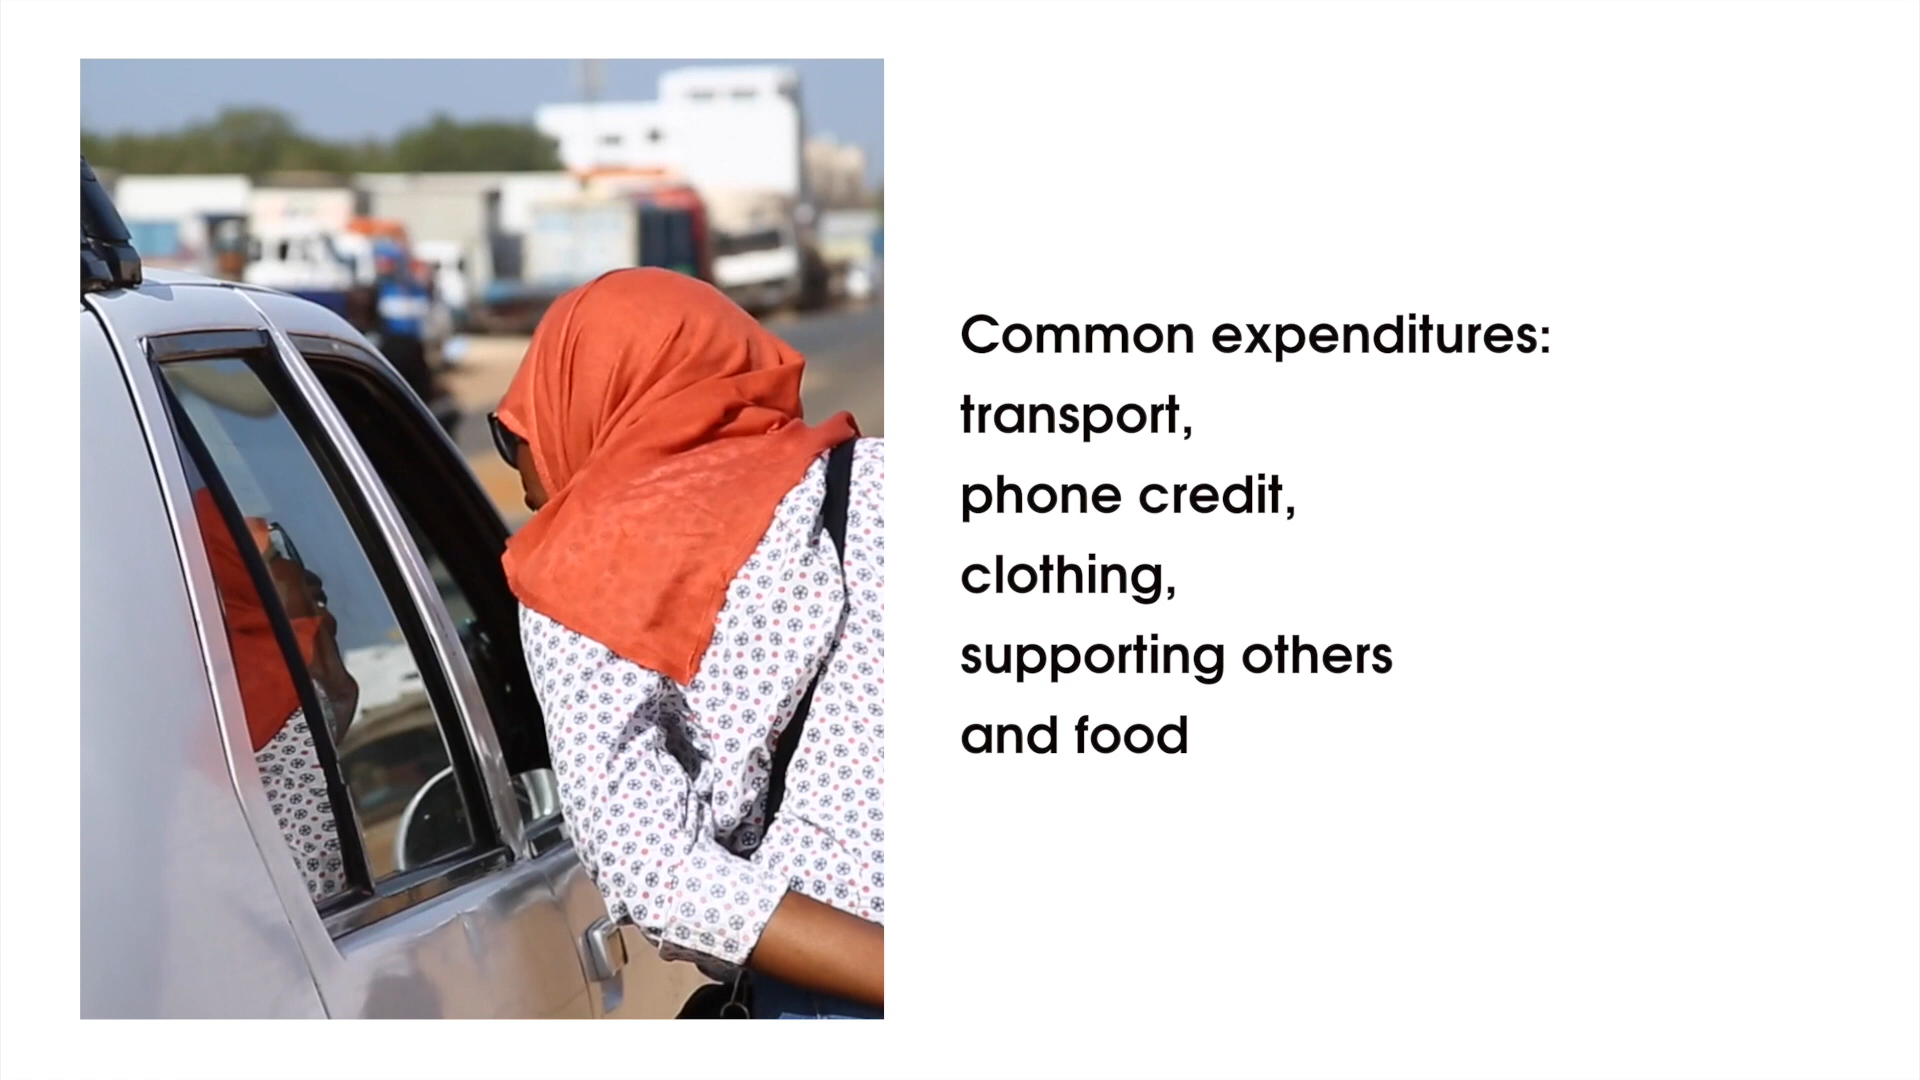 Common expenditures:
transport,
phone credit,
clothing,
supporting others
and food